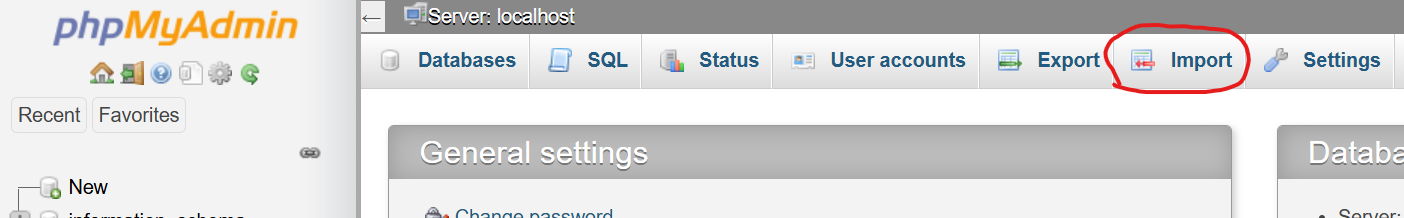 phpMyAdmin
Server: localhost
Databases SQL Status User accounts Export Import Settings
Recent Favorites
General settings
Databa
New
information_schema
Change password
Server: